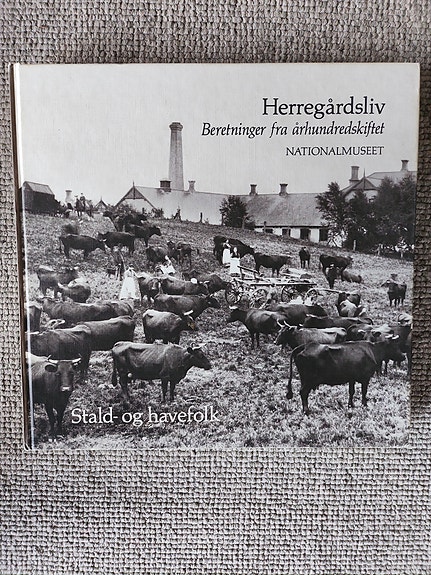 Herregårdsliv
Beretninger fra århundredskiftet
NATIONALMUSEET
Stald- og havefolk